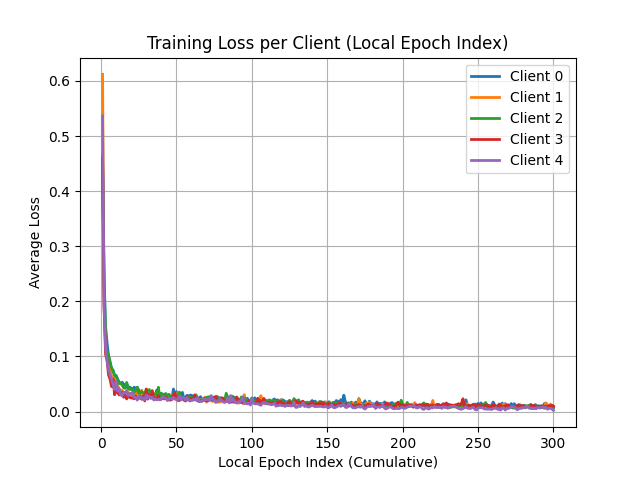 Training Loss per Client (Local Epoch Index)
Average Loss
0.6
0.5
0.4
0.3
0.2
0.1
0.0
Client 0
Client 1
Client 2
Client 3
Client 4
0 50 100 150 200 250 300
Local Epoch Index (Cumulative)